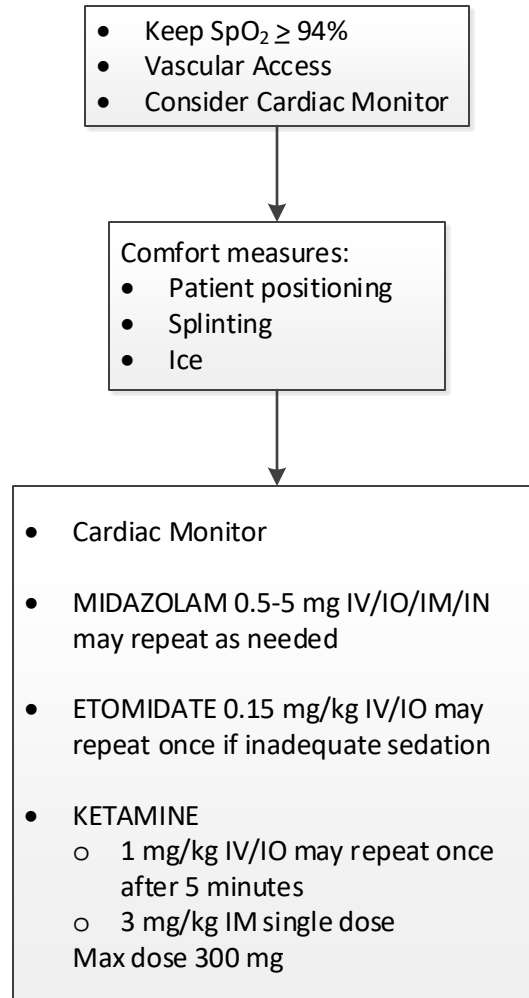 • Keep SpO₂ ≥ 94%
• Vascular Access
• Consider Cardiac Monitor
Comfort measures:
• Patient positioning
• Splinting
• Ice
• Cardiac Monitor
• MIDAZOLAM 0.5-5 mg IV/IO/IM/IN
may repeat as needed
• ETOMIDATE 0.15 mg/kg IV/IO may
repeat once if inadequate sedation
• KETAMINE
o 1 mg/kg IV/IO may repeat once
after 5 minutes
o 3 mg/kg IM single dose
Max dose 300 mg